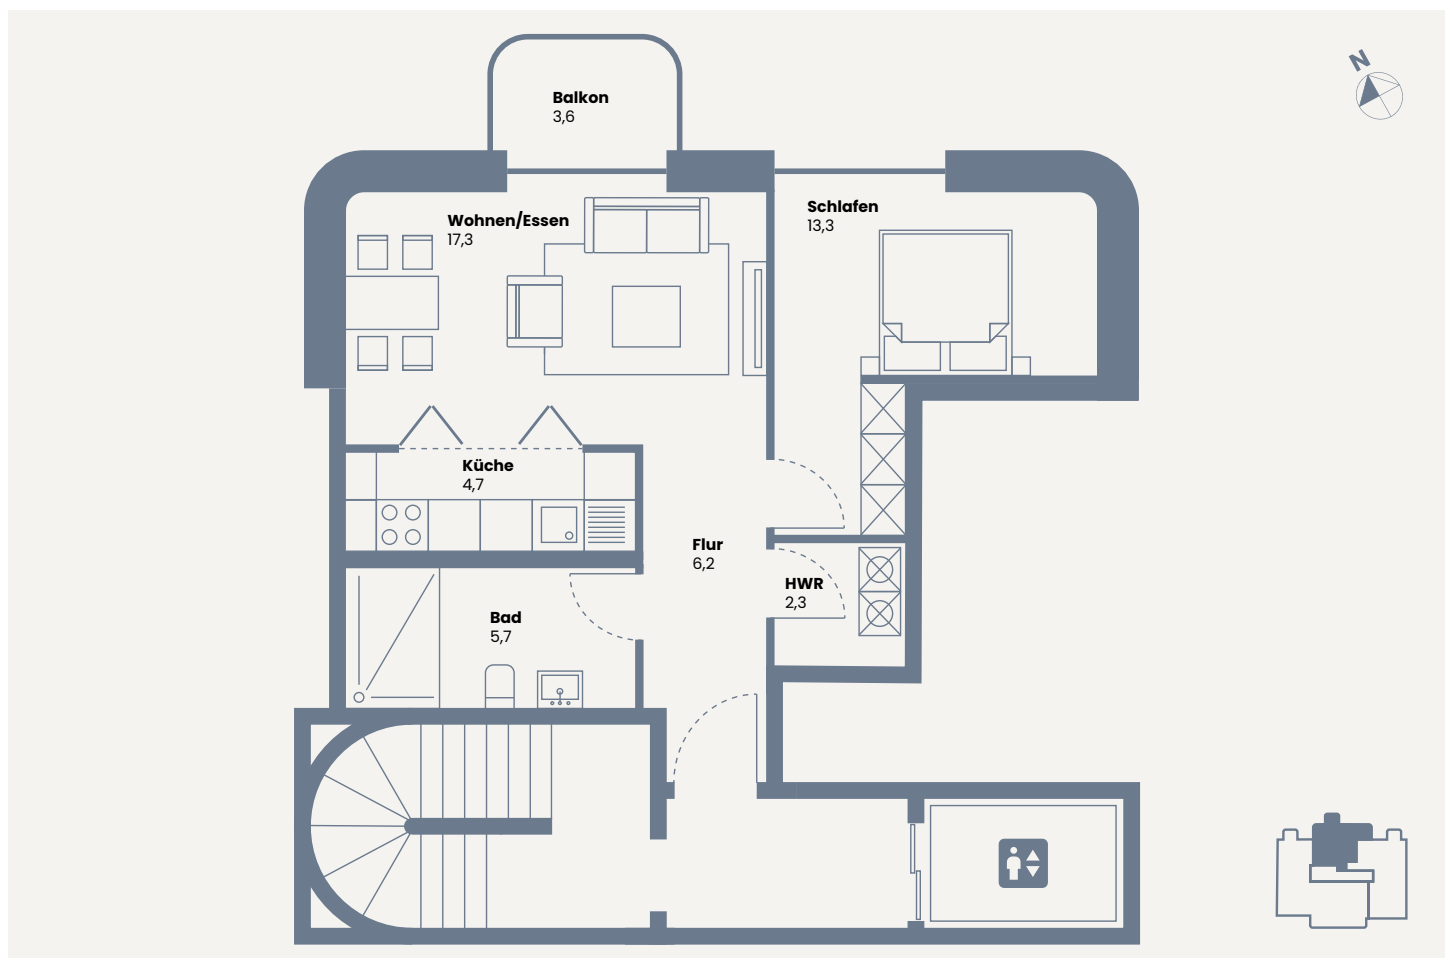 N
Balkon
3,6
Wohnen/Essen
17,3
Schlafen
13,3
Küche
4,7
Flur
6,2
HWR
2,3
Bad
5,7